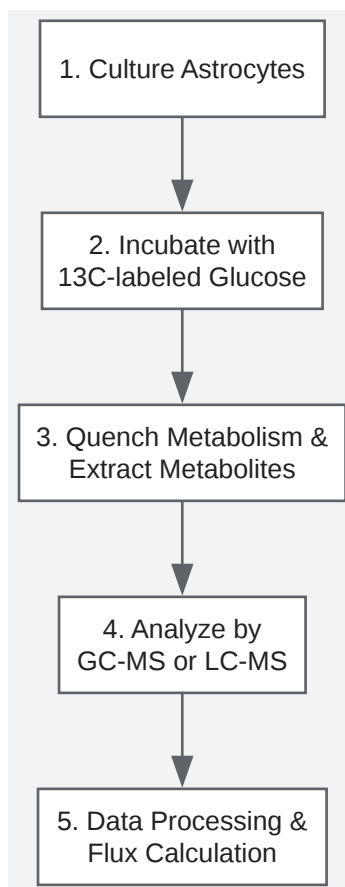 1. Culture Astrocytes
2. Incubate with
13C-labeled Glucose
3. Quench Metabolism &
Extract Metabolites
4. Analyze by
GC-MS or LC-MS
5. Data Processing &
Flux Calculation